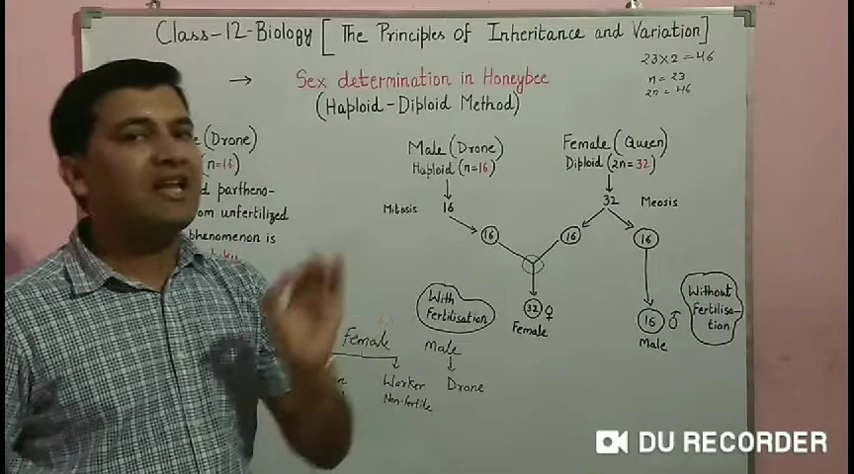 Class-12-Biology [The Principles of Inheritance and Variation]
23×2=46
n=23
2n=46
→ Sex determination in Honeybee
(Haploid-Diploid Method)
(Drone)
(n=16)
partheno-
unfertilized
phenomenon is
Male (Drone)
Haploid (n=16)
Female (Queen)
Diploid (2n=32)
Mitosis 16
32 Meosis
16
16
16
With
Fertilisation
32 ♀
Female
16 ♂
Male
Without
Fertilisa-
tion
Female
Male
Worker
Non-fertile
Drone
DU RECORDER